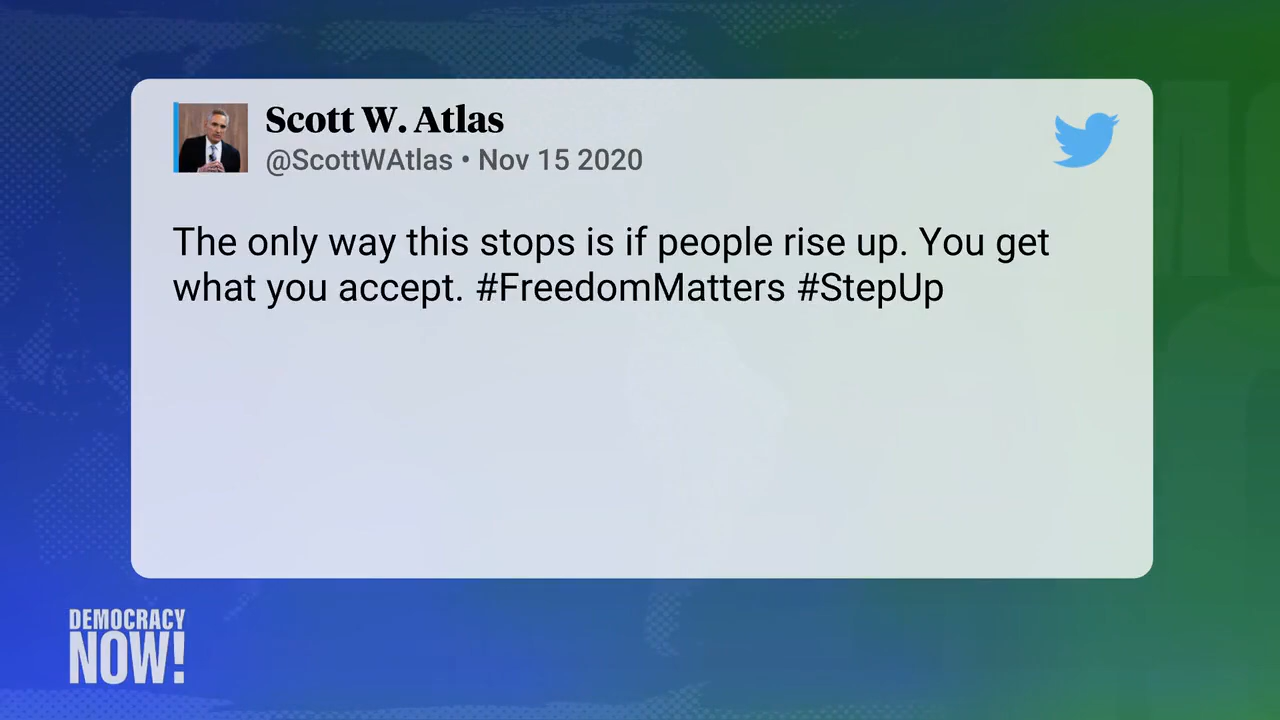 Scott W. Atlas
@ScottWAtlas • Nov 15 2020
The only way this stops is if people rise up. You get
what you accept. #FreedomMatters #StepUp
DEMOCRACY
NOW!